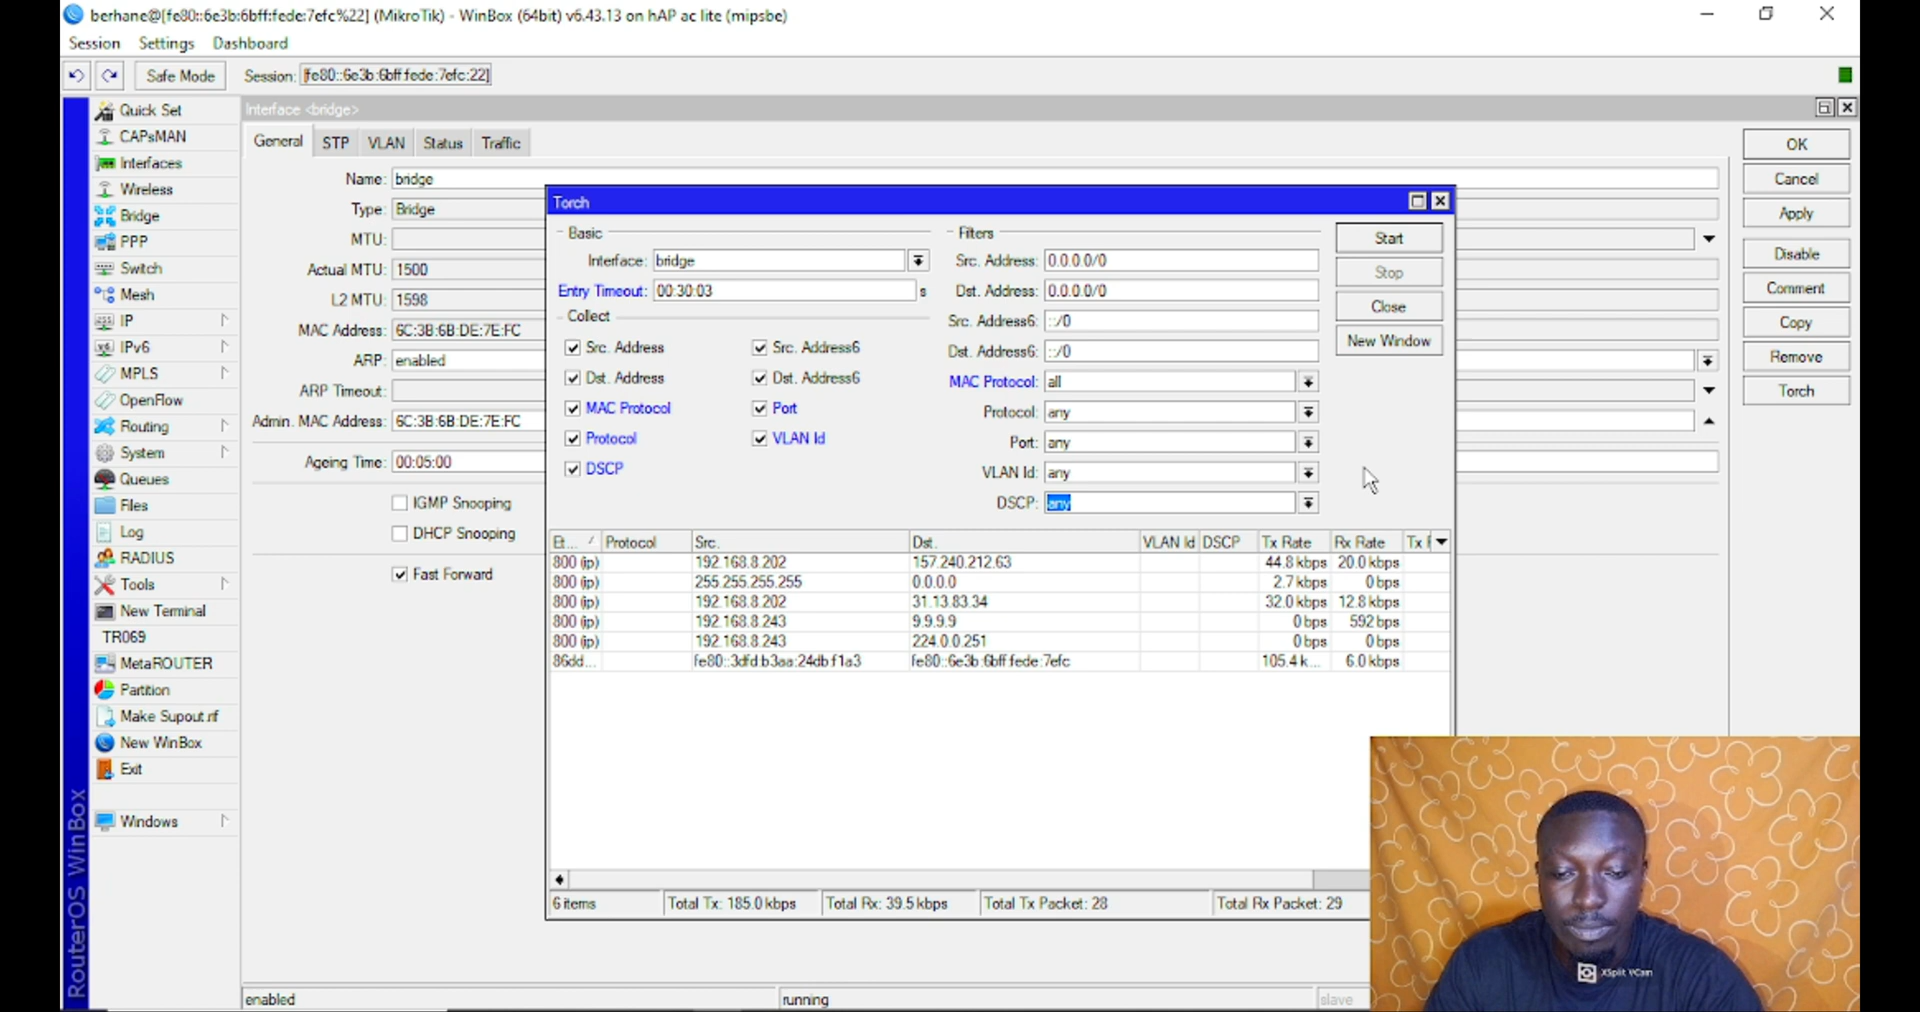 berhane@[fe80::6e3b:6bff:fede:7efc%22] (MikroTik) - WinBox (64bit) v6.43.13 on hAP ac lite (mipsbe)
Session Settings Dashboard
Safe Mode Session: fe80::6e3b:6bff:fede:7efc:22]
Quick Set
CAPsMAN
Interfaces
Wireless
Bridge
PPP
Switch
Mesh
IP
IPv6
MPLS
OpenFlow
Routing
System
Queues
Files
Log
RADIUS
Tools
New Terminal
TR069
MetaROUTER
Partition
Make Supout.rif
New WinBox
Exit
Windows
RouterOS WinBox
Interface <bridge>
General STP VLAN Status Traffic
Name: bridge
Type: Bridge
MTU:
Actual MTU: 1500
L2 MTU: 1598
MAC Address: 6C:3B:6B:DE:7E:FC
ARP: enabled
ARP Timeout:
Admin. MAC Address: 6C:3B:6B:DE:7E:FC
Ageing Time: 00:05:00
IGMP Snooping
DHCP Snooping
Fast Forward
OK
Cancel
Apply
Disable
Comment
Copy
Remove
Torch
Torch
Basic
Interface: bridge
Entry Timeout: 00:30:03 s
Collect
Src. Address Src. Address6
Dst. Address Dst. Address6
MAC Protocol Port
Protocol VLAN Id
DSCP
Filters
Src. Address: 0.0.0.0/0
Dst. Address: 0.0.0.0/0
Src. Address6: ::/0
Dst. Address6: ::/0
MAC Protocol: all
Protocol: any
Port: any
VLAN Id: any
DSCP: any
Start
Stop
Close
New Window
Et... Protocol Src. Dst. VLAN Id DSCP Tx Rate Rx Rate Tx
800 (ip) 192.168.8.202 157.240.212.63 44.8 kbps 20.0 kbps
800 (ip) 255.255.255.255 0.0.0.0 2.7 kbps 0 bps
800 (ip) 192.168.8.202 31.13.83.34 32.0 kbps 12.8 kbps
800 (ip) 192.168.8.243 9.9.9.9 0 bps 592 bps
800 (ip) 192.168.8.243 224.0.0.251 0 bps 0 bps
86dd... fe80::3dfd:b3aa:24db:f1a3 fe80::6e3b:6bff:fede:7efc 105.4 k... 6.0 kbps
6 items Total Tx: 185.0 kbps Total Rx: 39.5 kbps Total Tx Packet: 28 Total Rx Packet: 29
enabled running slave
XSplit VCam